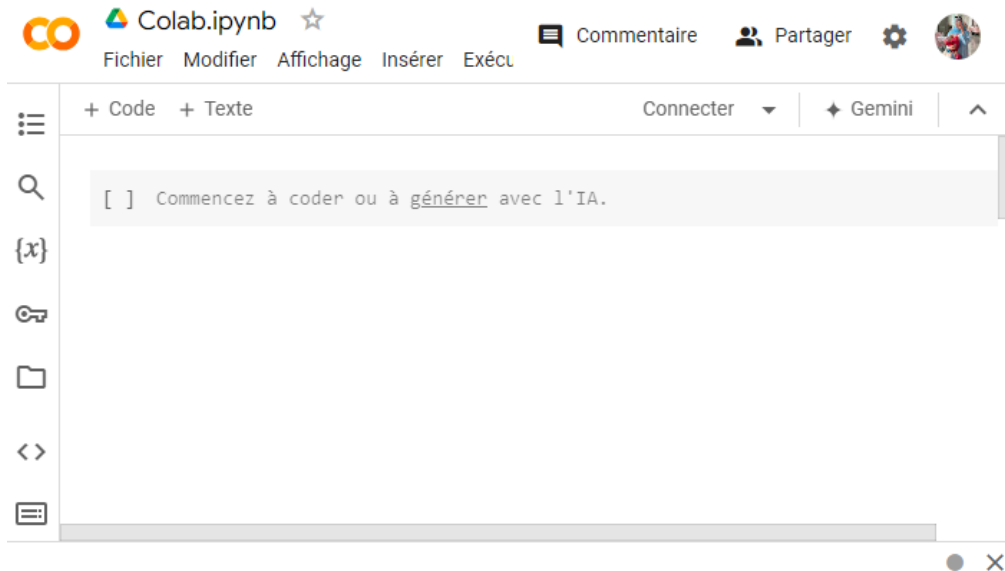 Colab.ipynb
Commentaire Partager
Fichier Modifier Affichage Insérer Exécu
+ Code + Texte Connecter Gemini
{x}
[ ] Commencez à coder ou à générer avec l'IA.